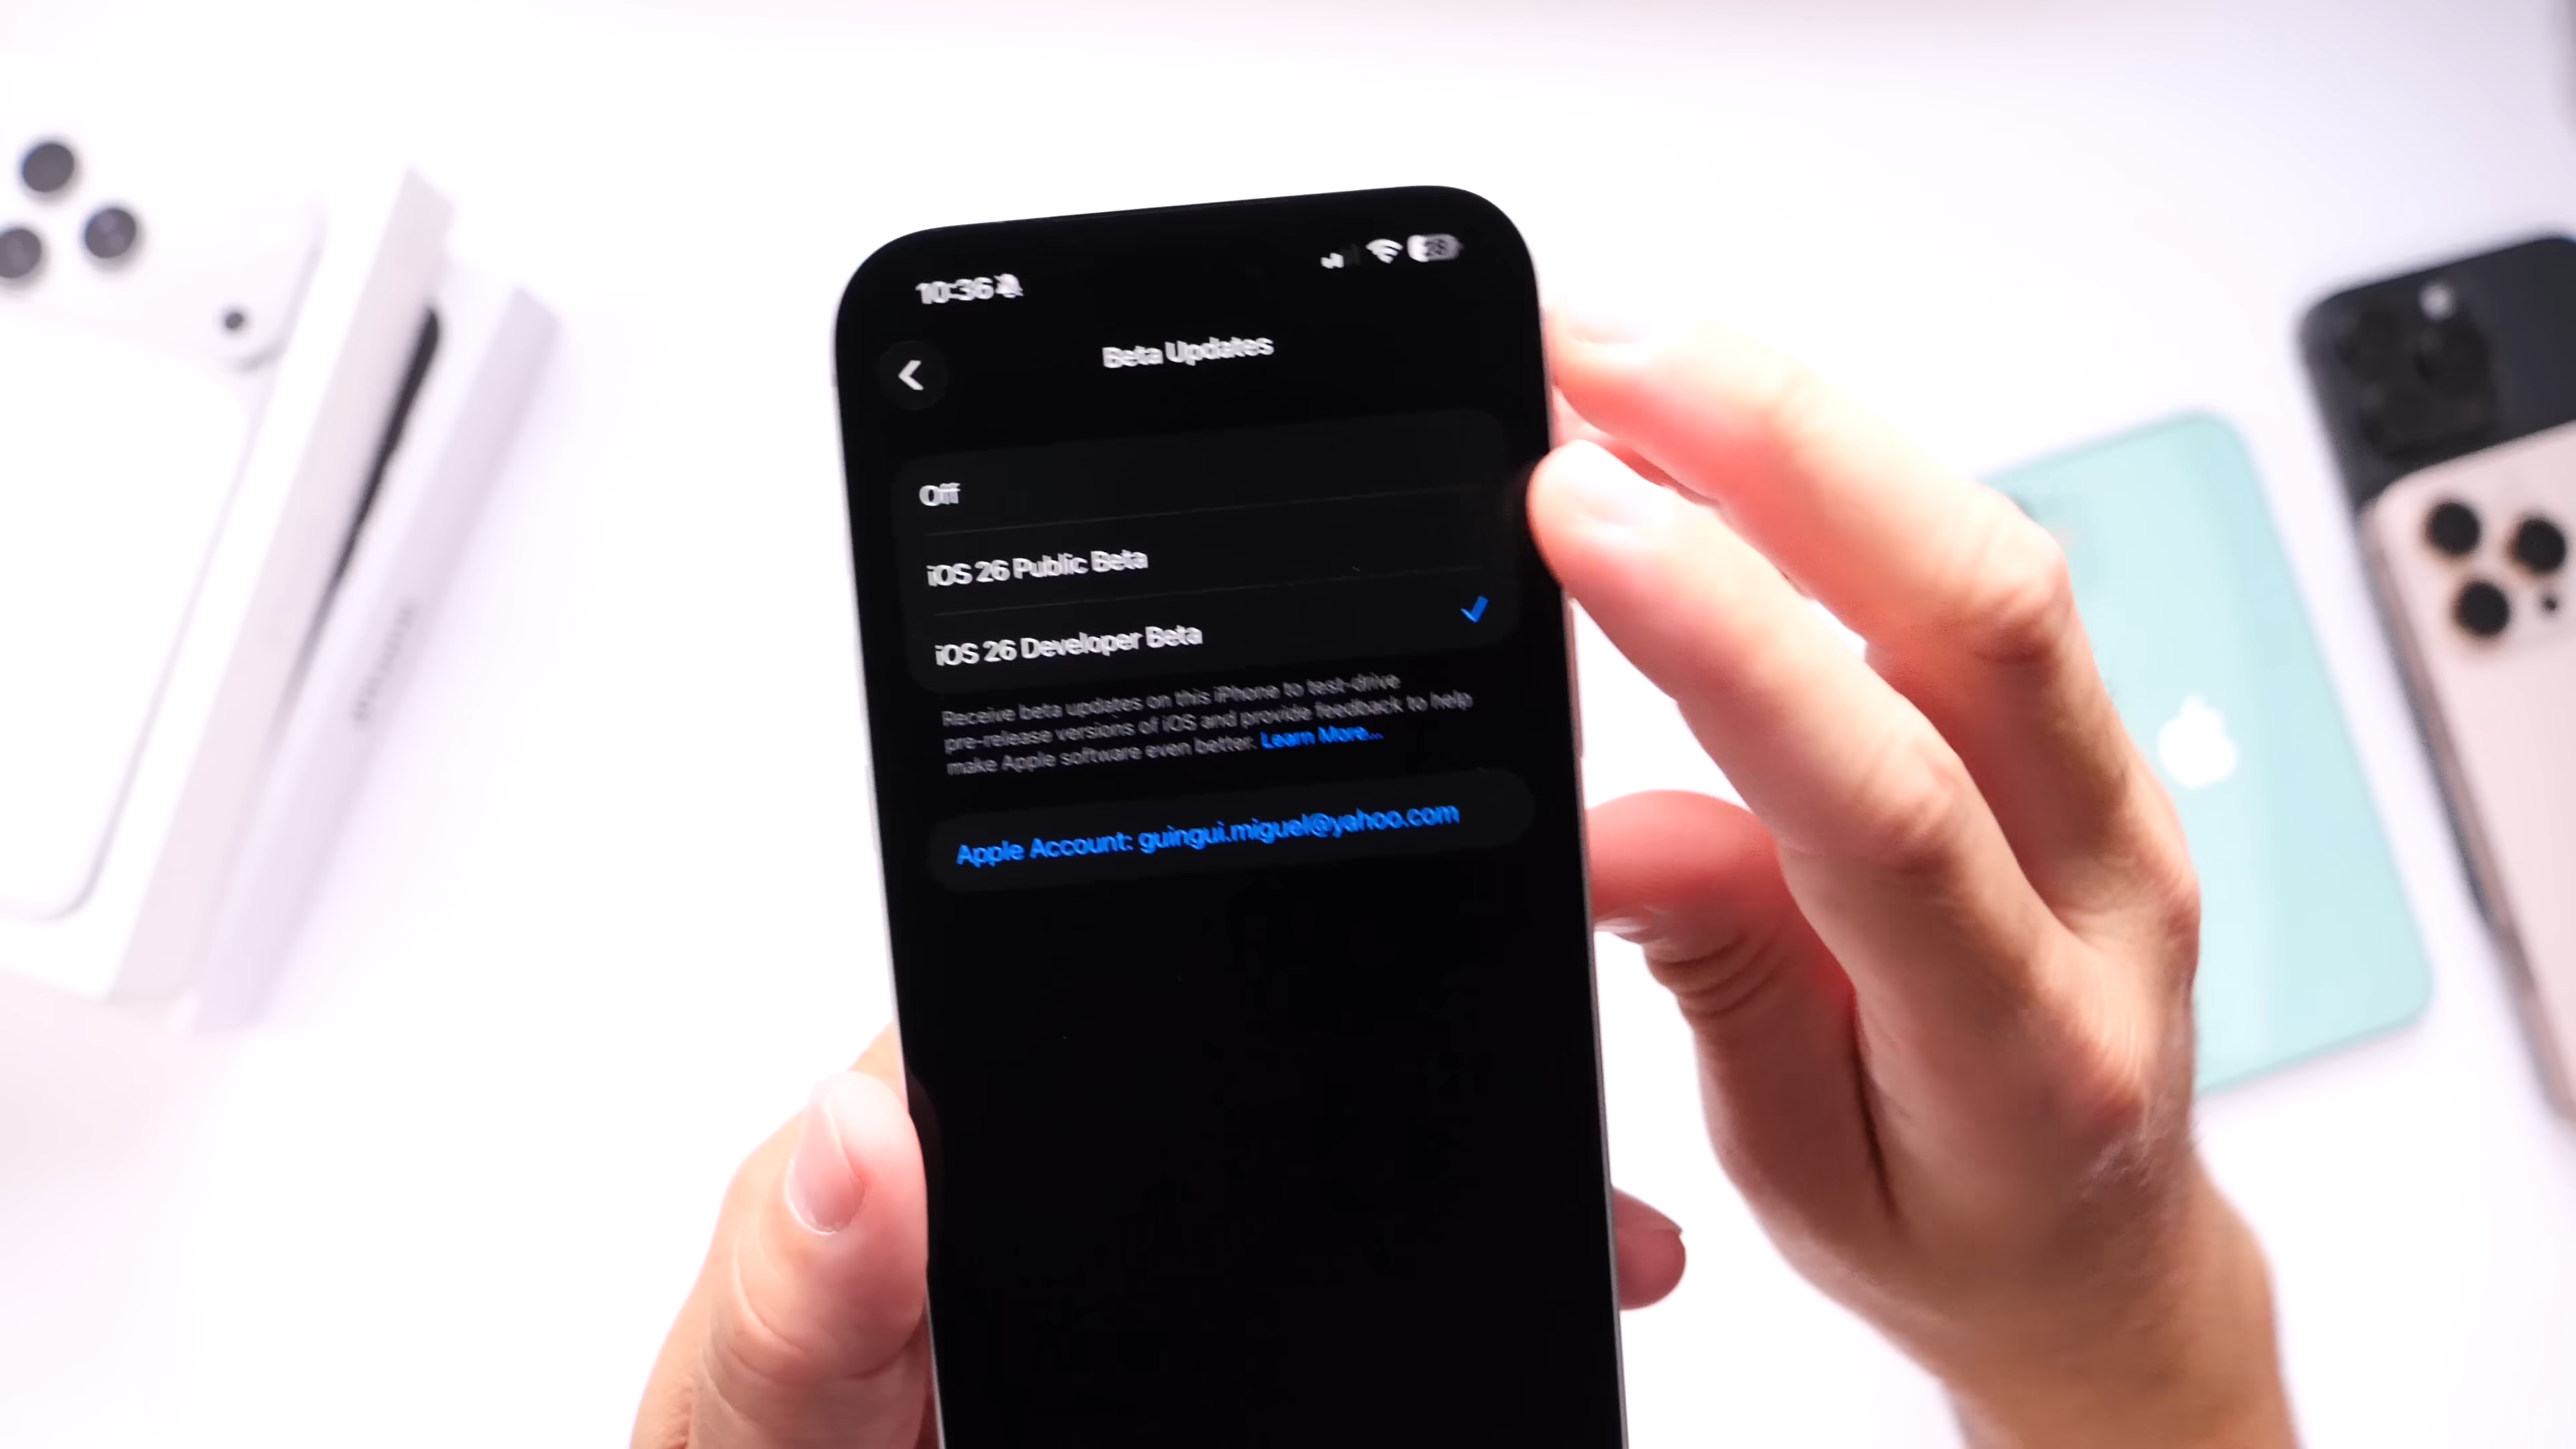 10:36
28
Beta Updates
Off
iOS 26 Public Beta
iOS 26 Developer Beta
Receive beta updates on this iPhone to test-drive
pre-release versions of iOS and provide feedback to help
make Apple software even better. Learn More...
Apple Account: guingui.miguel@yahoo.com